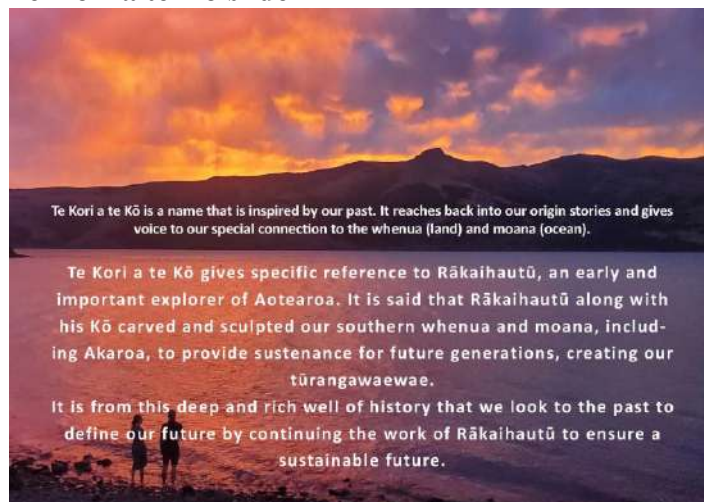 Te Kori a te Kō is a name that is inspired by our past. It reaches back into our origin stories and gives
voice to our special connection to the whenua (land) and moana (ocean).
Te Kori a te Kō gives specific reference to Rākaihautū, an early and
important explorer of Aotearoa. It is said that Rākaihautū along with
his Kō carved and sculpted our southern whenua and moana, includ-
ing Akaroa, to provide sustenance for future generations, creating our
tūrangawaewae.
It is from this deep and rich well of history that we look to the past to
define our future by continuing the work of Rākaihautū to ensure a
sustainable future.